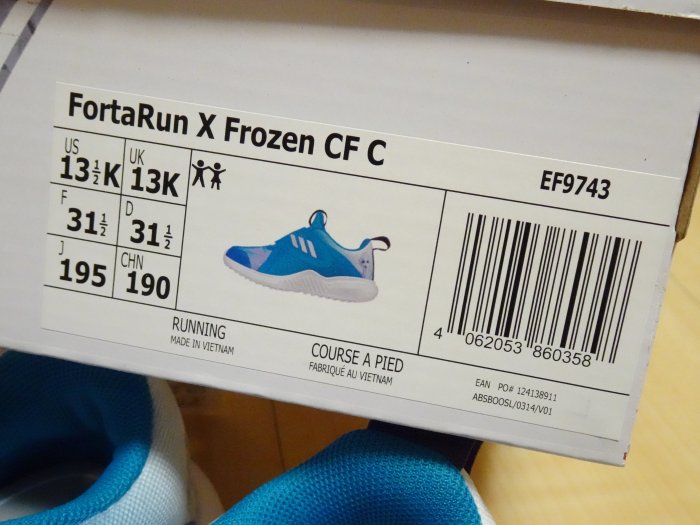 FortaRun X Frozen CF C
EF9743
US
13½K
UK
13K
F
31½
D
31½
J
195
CHN
190
RUNNING
MADE IN VIETNAM
COURSE A PIED
FABRIQUÉ AU VIETNAM
4 062053 860358
EAN PO# 124138911
ABSBOOSL/0314/V01